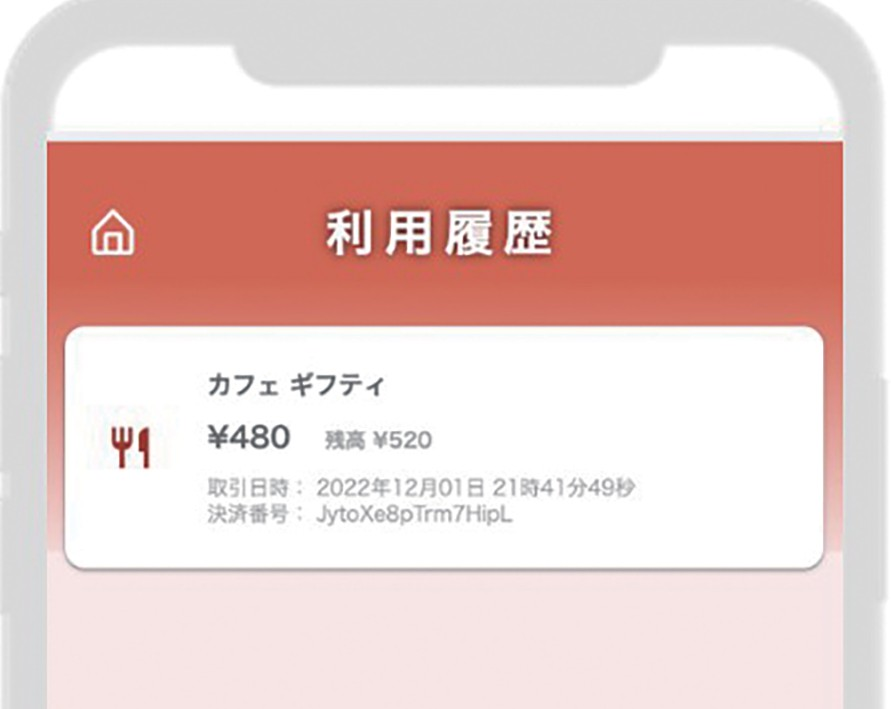 利用履歴
カフェ ギフティ
¥480 残高 ¥520
取引日時： 2022年12月01日 21時41分49秒
決済番号： JytoXe8pTrm7HipL